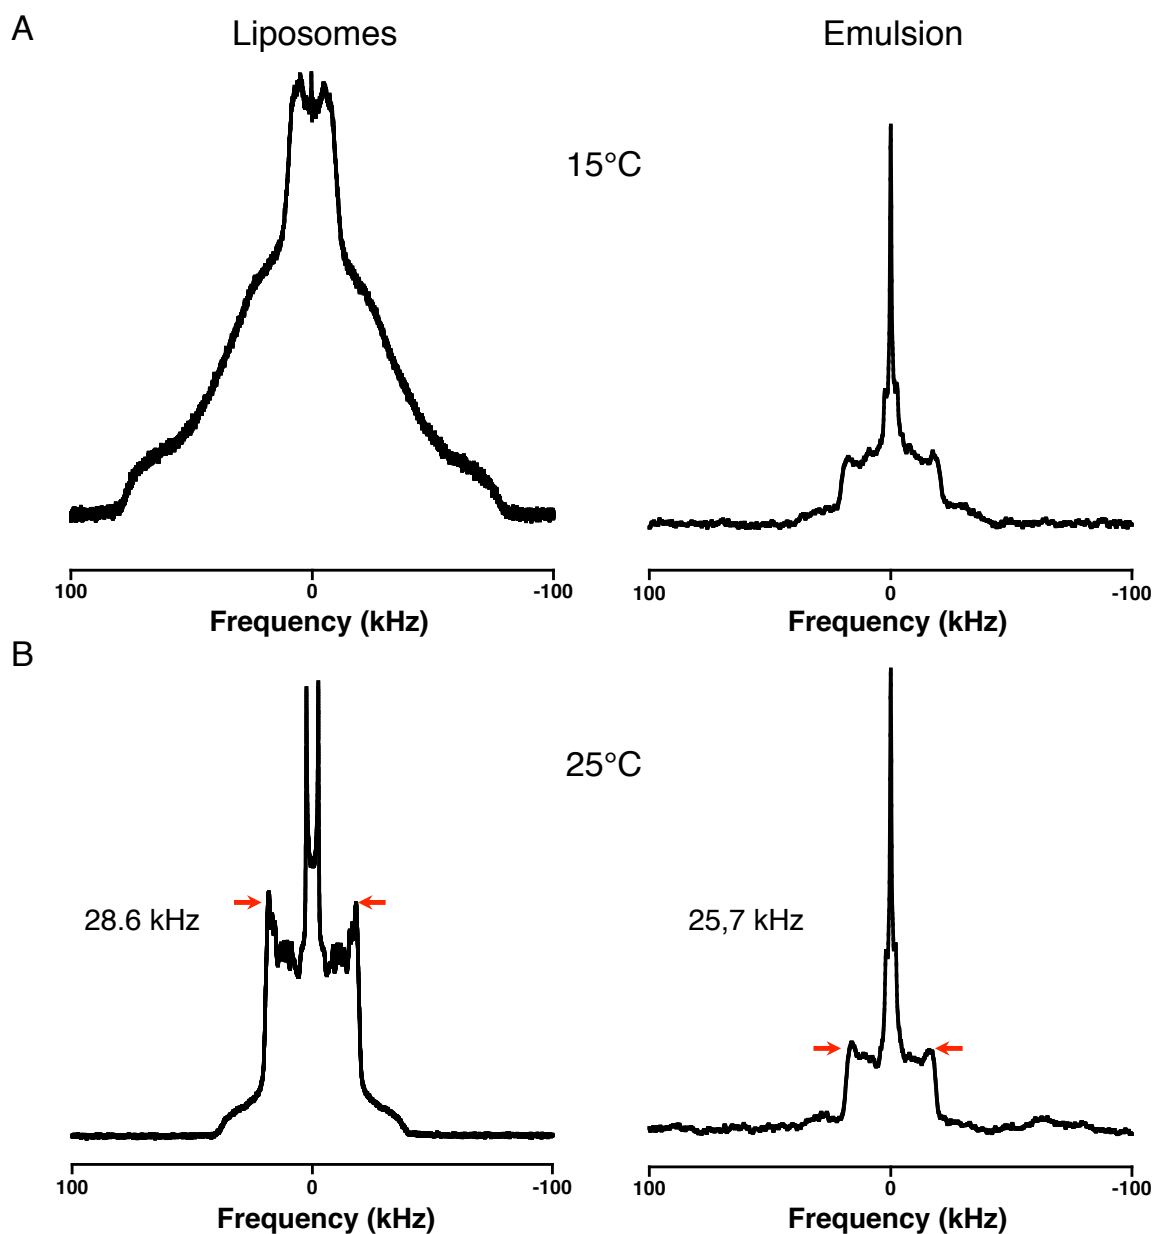 A
Liposomes
Emulsion
15°C
100
0
-100
Frequency (kHz)
100
0
-100
Frequency (kHz)
B
25°C
28.6 kHz
25,7 kHz
100
0
-100
Frequency (kHz)
100
0
-100
Frequency (kHz)